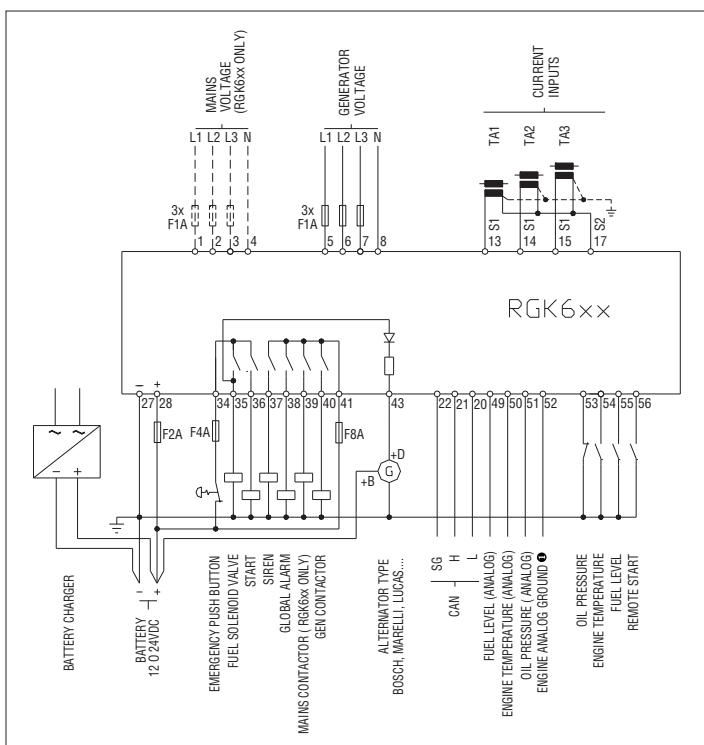 MAINS
VOLTAGE
(RGK6xx ONLY)
GENERATOR
VOLTAGE
CURRENT
INPUTS
L1 L2 L3 N
L1 L2 L3 N
TA1 TA2 TA3
3x
F1A
3x
F1A
S1 S1 S1 S2
1 2 3 4
5 6 7 8
13 14 15 17
RGK6xx
– +
27 28
34 35 36 37 38 39 40 41
43
22 21 20 49 50 51 52
53 54 55 56
F2A
F4A
F8A
~ ~
– +
+D
+B
G
– +
BATTERY CHARGER
BATTERY
12 O 24VDC
EMERGENCY PUSH BUTTON
FUEL SOLENOID VALVE
START
SIREN
GLOBAL ALARM
MAINS CONTACTOR ( RGK6xx ONLY)
GEN CONTACTOR
ALTERNATOR TYPE
BOSCH, MARELLI, LUCAS....
SG
H
L
CAN
FUEL LEVEL (ANALOG)
ENGINE TEMPERATURE (ANALOG)
OIL PRESSURE ( ANALOG)
ENGINE ANALOG GROUND ❶
OIL PRESSURE
ENGINE TEMPERATURE
FUEL LEVEL
REMOTE START